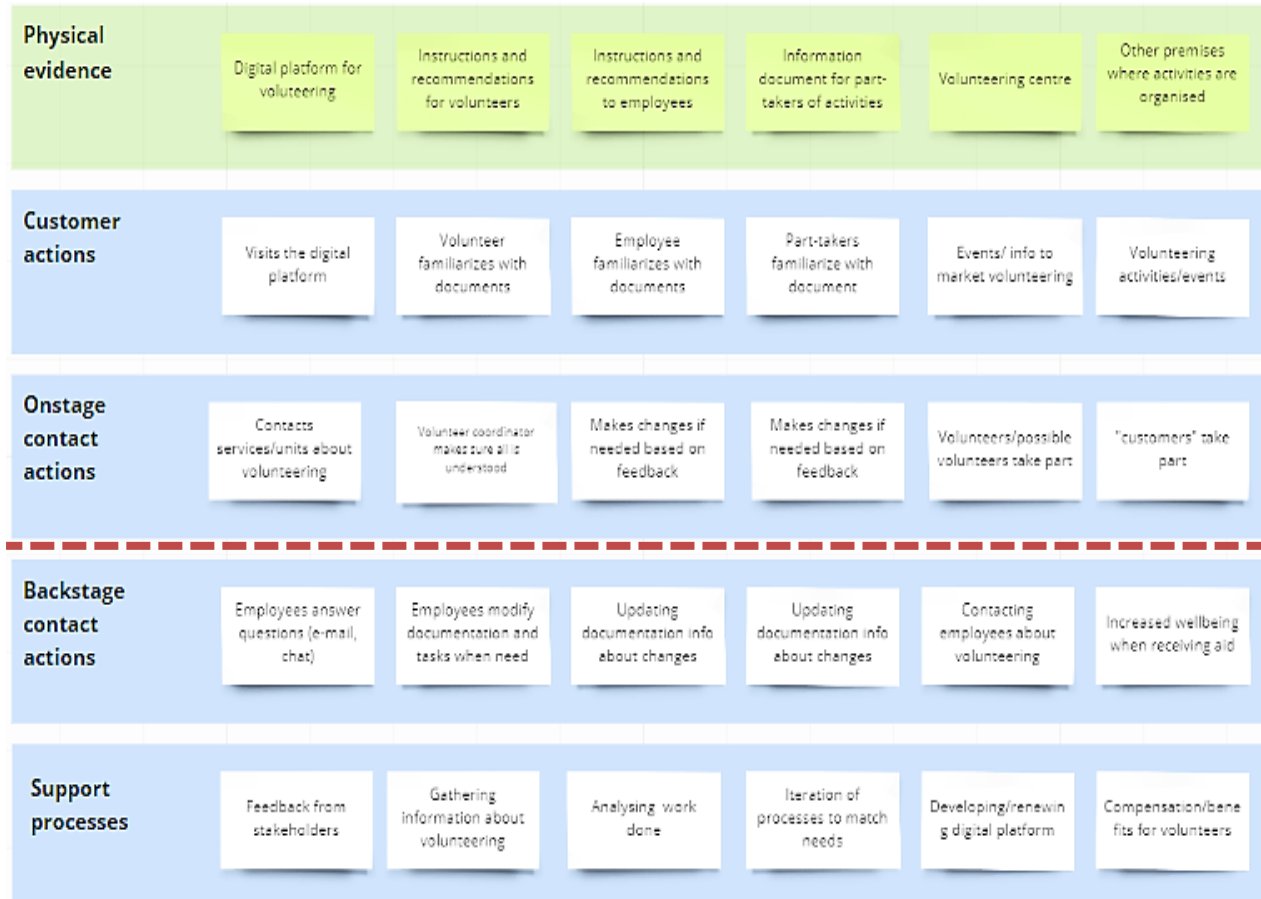 Physical
evidence
Digital platform for
voluteering
Instructions and
recommendations
for volunteers
Instructions and
recommendations
to employees
Information
document for part-
takers of activities
Volunteering centre
Other premises
where activities are
organised
Customer
actions
Visits the digital
platform
Volunteer
familiarizes with
documents
Employee
familiarizes with
documents
Part-takers
familiarize with
document
Events/ info to
market volunteering
Volunteering
activities/events
Onstage
contact
actions
Contacts
services/units about
volunteering
Volunteer coordinator
makes sure all is
understood
Makes changes if
needed based on
feedback
Makes changes if
needed based on
feedback
Volunteers/possible
volunteers take part
"customers" take
part
Backstage
contact
actions
Employees answer
questions (e-mail,
chat)
Employees modify
documentation and
tasks when need
Updating
documentation info
about changes
Updating
documentation info
about changes
Contacting
employees about
volunteering
Increased wellbeing
when receiving aid
Support
processes
Feedback from
stakeholders
Gathering
information about
volunteering
Analysing work
done
Iteration of
processes to match
needs
Developing/renewin
g digital platform
Compensation/bene
fits for volunteers